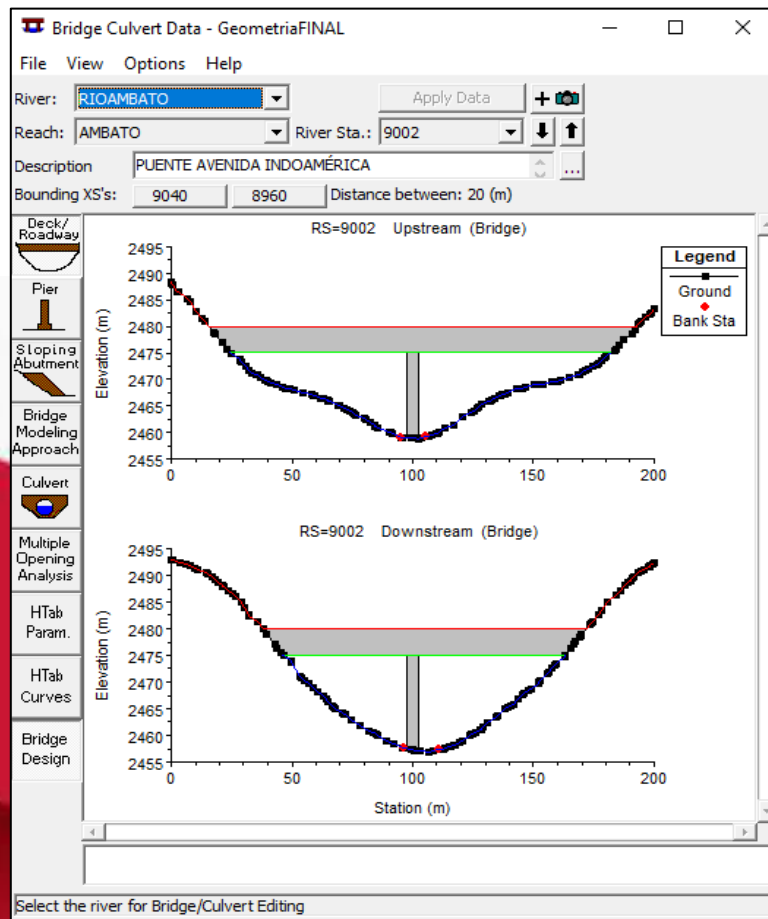 Bridge Culvert Data - GeometriaFINAL
File View Options Help
River: RIOAMBATO Apply Data +
Reach: AMBATO River Sta.: 9002
Description PUENTE AVENIDA INDOAMÉRICA ...
Bounding XS's: 9040 8960 Distance between: 20 (m)
Deck/
Roadway
Pier
Sloping
Abutment
Bridge
Modeling
Approach
Culvert
Multiple
Opening
Analysis
HTab
Param.
HTab
Curves
Bridge
Design
RS=9002 Upstream (Bridge)
Legend
Ground
Bank Sta
Elevation (m)
2495
2490
2485
2480
2475
2470
2465
2460
2455
0 50 100 150 200
RS=9002 Downstream (Bridge)
Elevation (m)
2495
2490
2485
2480
2475
2470
2465
2460
2455
0 50 100 150 200
Station (m)
Select the river for Bridge/Culvert Editing